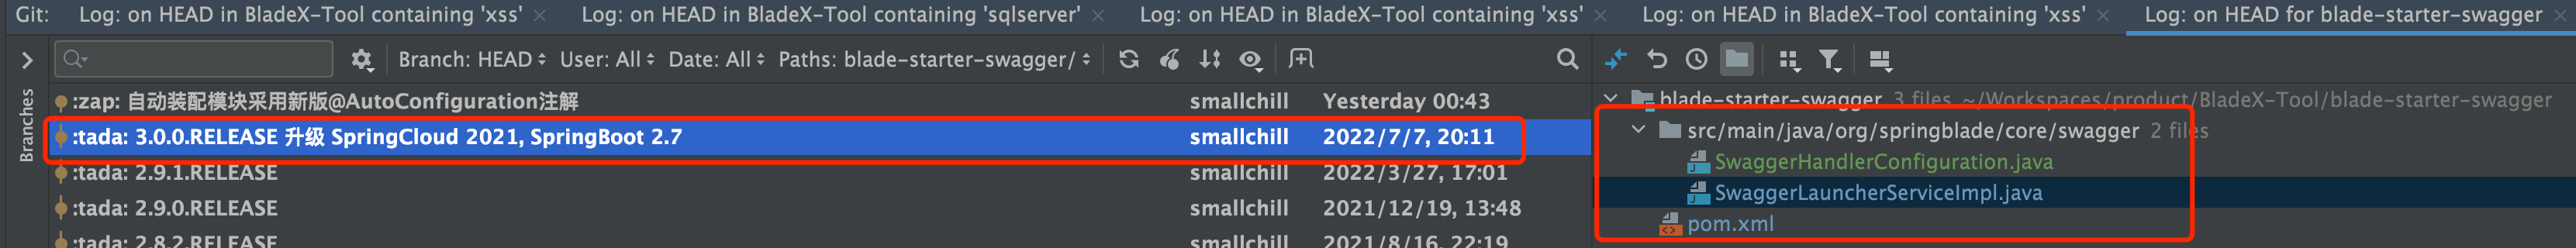 Git: Log: on HEAD in BladeX-Tool containing 'xss' Log: on HEAD in BladeX-Tool containing 'sqlserver' Log: on HEAD in BladeX-Tool containing 'xss' Log: on HEAD in BladeX-Tool containing 'xss' Log: on HEAD for blade-starter-swagger
Branch: HEAD User: All Date: All Paths: blade-starter-swagger/
Branches
:zap: 自动装配模块采用新版@AutoConfiguration注解 smallchill Yesterday 00:43
:tada: 3.0.0.RELEASE 升级 SpringCloud 2021, SpringBoot 2.7 smallchill 2022/7/7, 20:11
:tada: 2.9.1.RELEASE smallchill 2022/3/27, 17:01
:tada: 2.9.0.RELEASE smallchill 2021/12/19, 13:48
:tada: 2.8.2.RELEASE smallchill 2021/8/16, 22:19
blade-starter-swagger 3 files ~/Workspaces/product/BladeX-Tool/blade-starter-swagger
src/main/java/org/springblade/core/swagger 2 files
SwaggerHandlerConfiguration.java
SwaggerLauncherServiceImpl.java
pom.xml